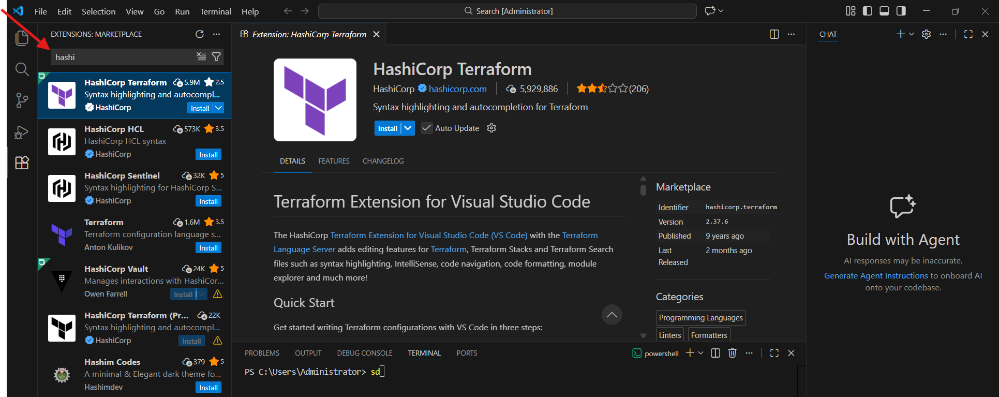 File Edit Selection View Go Run Terminal Help
Search [Administrator]
EXTENSIONS: MARKETPLACE
hashi
HashiCorp Terraform 5.9M 2.5
Syntax highlighting and autocompl...
HashiCorp Install
HashiCorp HCL 573K 3.5
HashiCorp HCL syntax
HashiCorp Install
HashiCorp Sentinel 32K 5
Syntax highlighting for HashiCorp S...
HashiCorp Install
Terraform 1.6M 3.5
Terraform configuration language s...
Anton Kulikov Install
HashiCorp Vault 24K 5
Manages interactions with HashiCor...
Owen Farrell Install
HashiCorp Terraform (Pr... 22K
Syntax highlighting and autocompl...
HashiCorp Install
Hashim Codes 379 5
A minimal & Elegant dark theme fo...
Hashimdev Install
Extension: HashiCorp Terraform
HashiCorp Terraform
HashiCorp hashicorp.com 5,929,886 (206)
Syntax highlighting and autocompletion for Terraform
Install Auto Update
DETAILS FEATURES CHANGELOG
Terraform Extension for Visual Studio Code
The HashiCorp Terraform Extension for Visual Studio Code (VS Code) with the Terraform
Language Server adds editing features for Terraform, Terraform Stacks and Terraform Search
files such as syntax highlighting, IntelliSense, code navigation, code formatting, module
explorer and much more!
Quick Start
Get started writing Terraform configurations with VS Code in three steps:
Marketplace
Identifier hashicorp.terraform
Version 2.37.6
Published 9 years ago
Last 2 months ago
Released
Categories
Programming Languages
Linters Formatters
PROBLEMS OUTPUT DEBUG CONSOLE TERMINAL PORTS
powershell
PS C:\Users\Administrator> sd
CHAT
Build with Agent
AI responses may be inaccurate.
Generate Agent Instructions to onboard AI
onto your codebase.